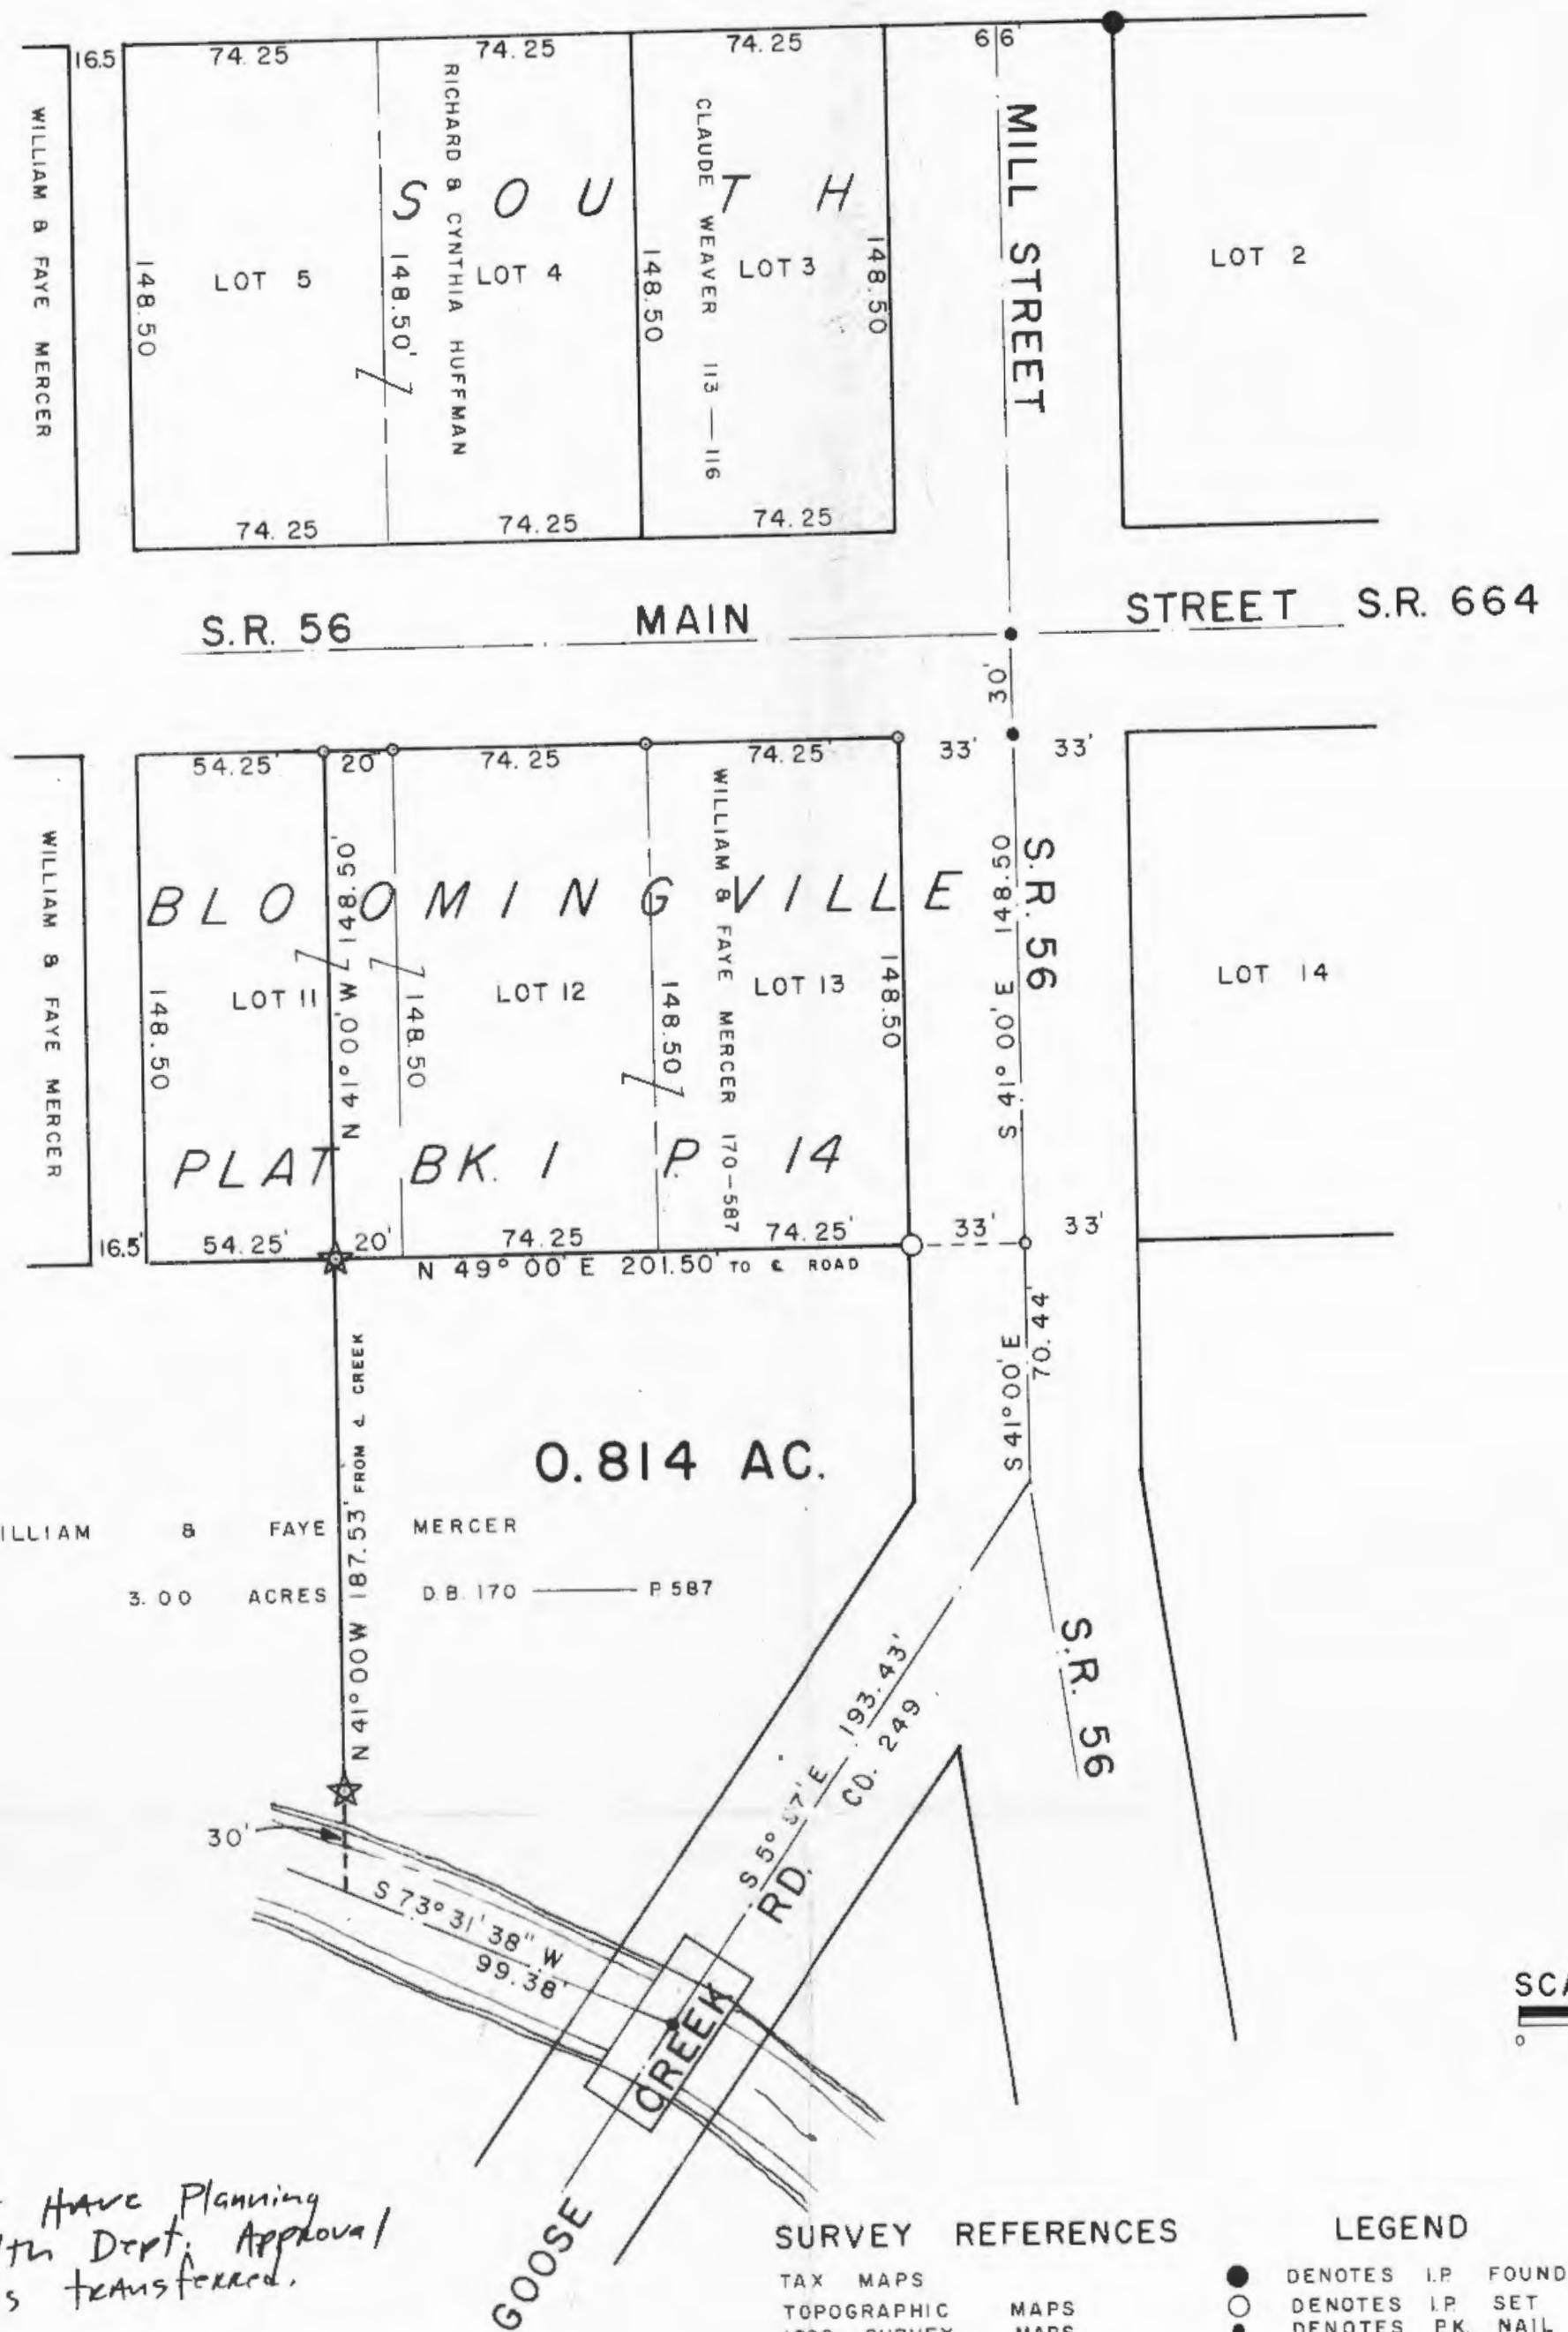 16.5
74.25
74.25
74.25
66'
WILLIAM & FAYE MERCER
RICHARD & CYNTHIA HUFFMAN
CLAUDE WEAVER 113 — 116
MILL STREET
SOUTH
148.50
LOT 5
148.50'
LOT 4
148.50
LOT 3
148.50
LOT 2
74.25
74.25
74.25
S.R. 56 MAIN STREET S.R. 664
30'
54.25'
20'
74.25
74.25'
33'
33'
WILLIAM & FAYE MERCER
N 41° 00' W 148.50'
WILLIAM & FAYE MERCER 170-587
S 41° 00' E 148.50
S.R. 56
BLOOMINGVILLE
148.50
LOT 11
148.50
LOT 12
148.50
LOT 13
148.50
LOT 14
PLAT BK. 1 P. 14
16.5'
54.25'
20'
74.25
74.25'
33'
33'
N 49° 00' E 201.50' TO ℄ ROAD
S 41° 00' E
70.44'
N 41° 00 W 187.53' FROM ℄ CREEK
0.814 AC.
ILLIAM & FAYE MERCER
3.00 ACRES D.B. 170 — P. 587
S.R. 56
193.43'
CO. 249
30'
S 73° 31' 38" W
99.38'
GOOSE CREEK RD.
SCA
0
HAVE Planning
lth Dept. Approval
s transferred.
SURVEY REFERENCES
TAX MAPS
TOPOGRAPHIC MAPS
SURVEY MAPS
LEGEND
● DENOTES I.P. FOUND
○ DENOTES I.P. SET
• DENOTES P.K. NAIL